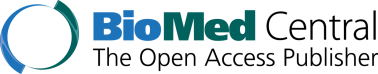 BioMed Central
The Open Access Publisher